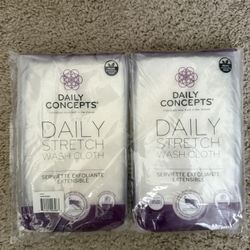 DAILY
CONCEPTS®
DAILY
STRETCH
WASH CLOTH
SERVIETTE EXFOLIANTE
EXTENSIBLE
DAILY
CONCEPTS®
DAILY
STRETCH
WASH CLOTH
SERVIETTE EXFOLIANTE
EXTENSIBLE